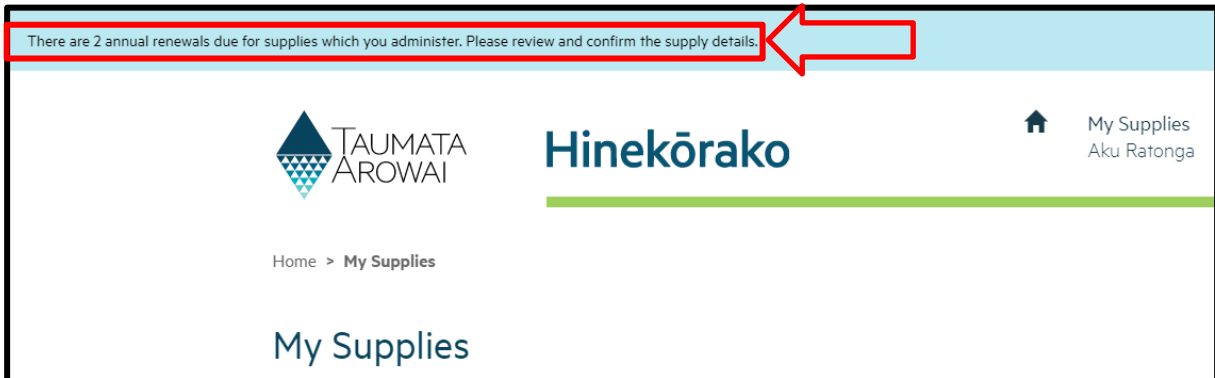 There are 2 annual renewals due for supplies which you administer. Please review and confirm the supply details.
TAUMATA
AROWAI
Hinekōrako
My Supplies
Aku Ratonga
Home > My Supplies
My Supplies